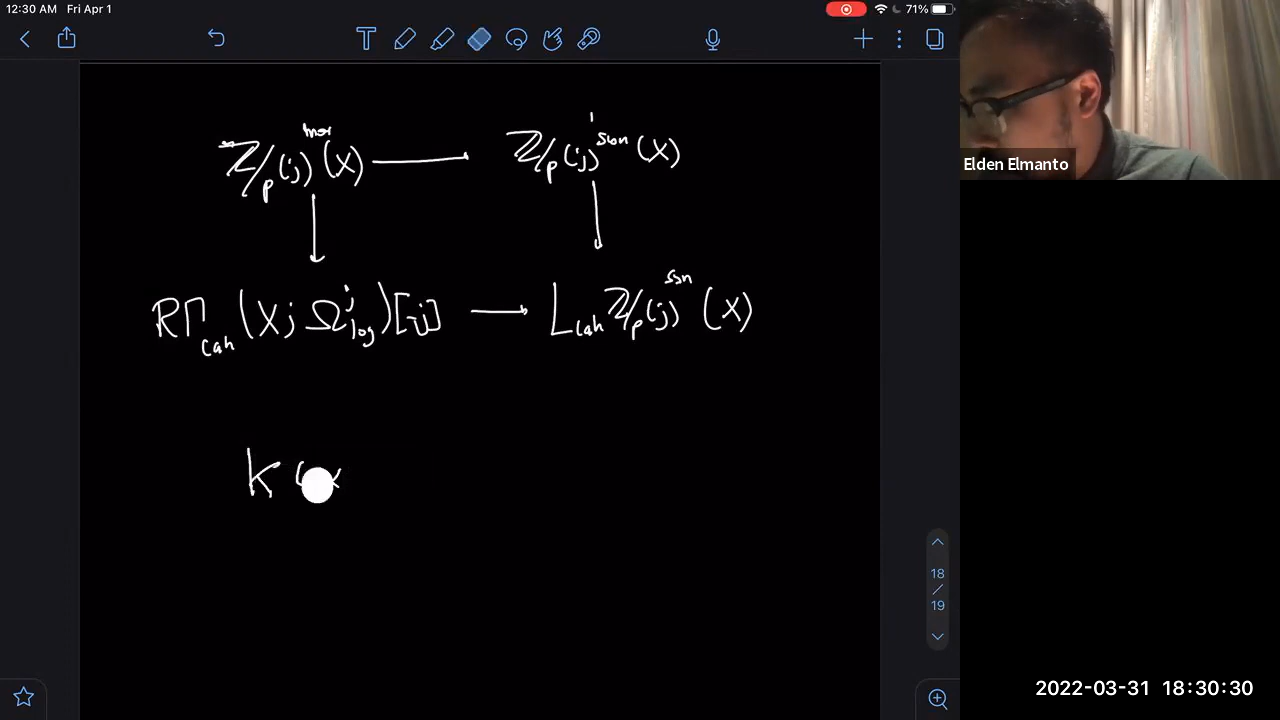 12:30 AM Fri Apr 1
71%
T
ℤ/p(j)^mot (X) → ℤ/p(j)^syn (X)
Elden Elmanto
RΓ_cdh (X; Ω^j_log)[-j] → L_cdh ℤ/p(j)^syn (X)
K (
18
/
19
2022-03-31 18:30:30